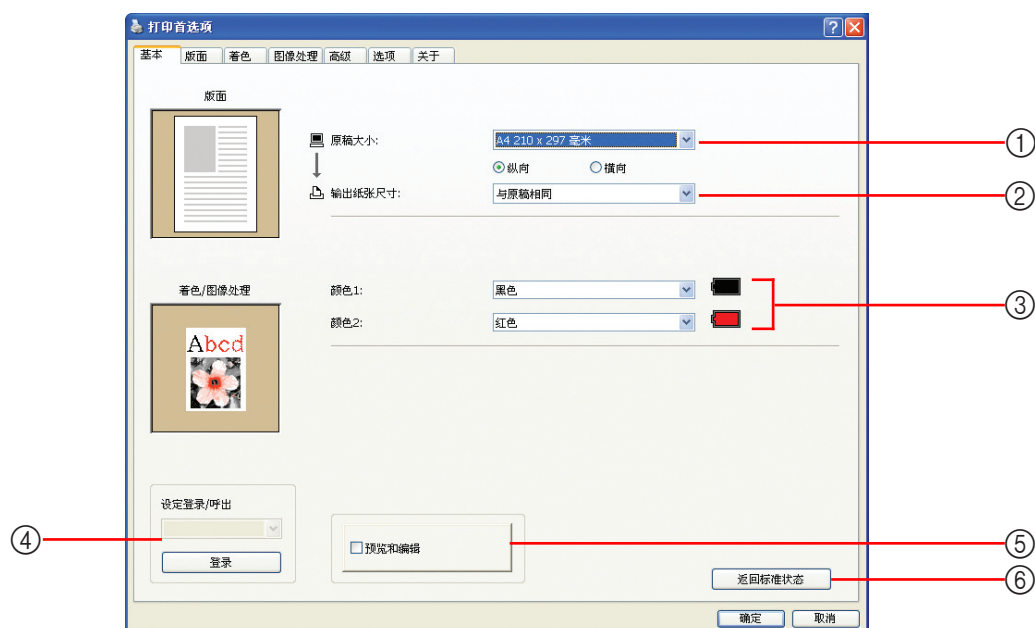 打印首选项
基本 版面 着色 图像处理 高级 选项 关于
版面
原稿大小: A4 210 x 297 毫米
①
纵向 横向
输出纸张尺寸: 与原稿相同
②
着色/图像处理
颜色1: 黑色
③
颜色2: 红色
Abcd
设定登录/呼出
④
登录
预览和编辑
⑤
返回标准状态
⑥
确定 取消